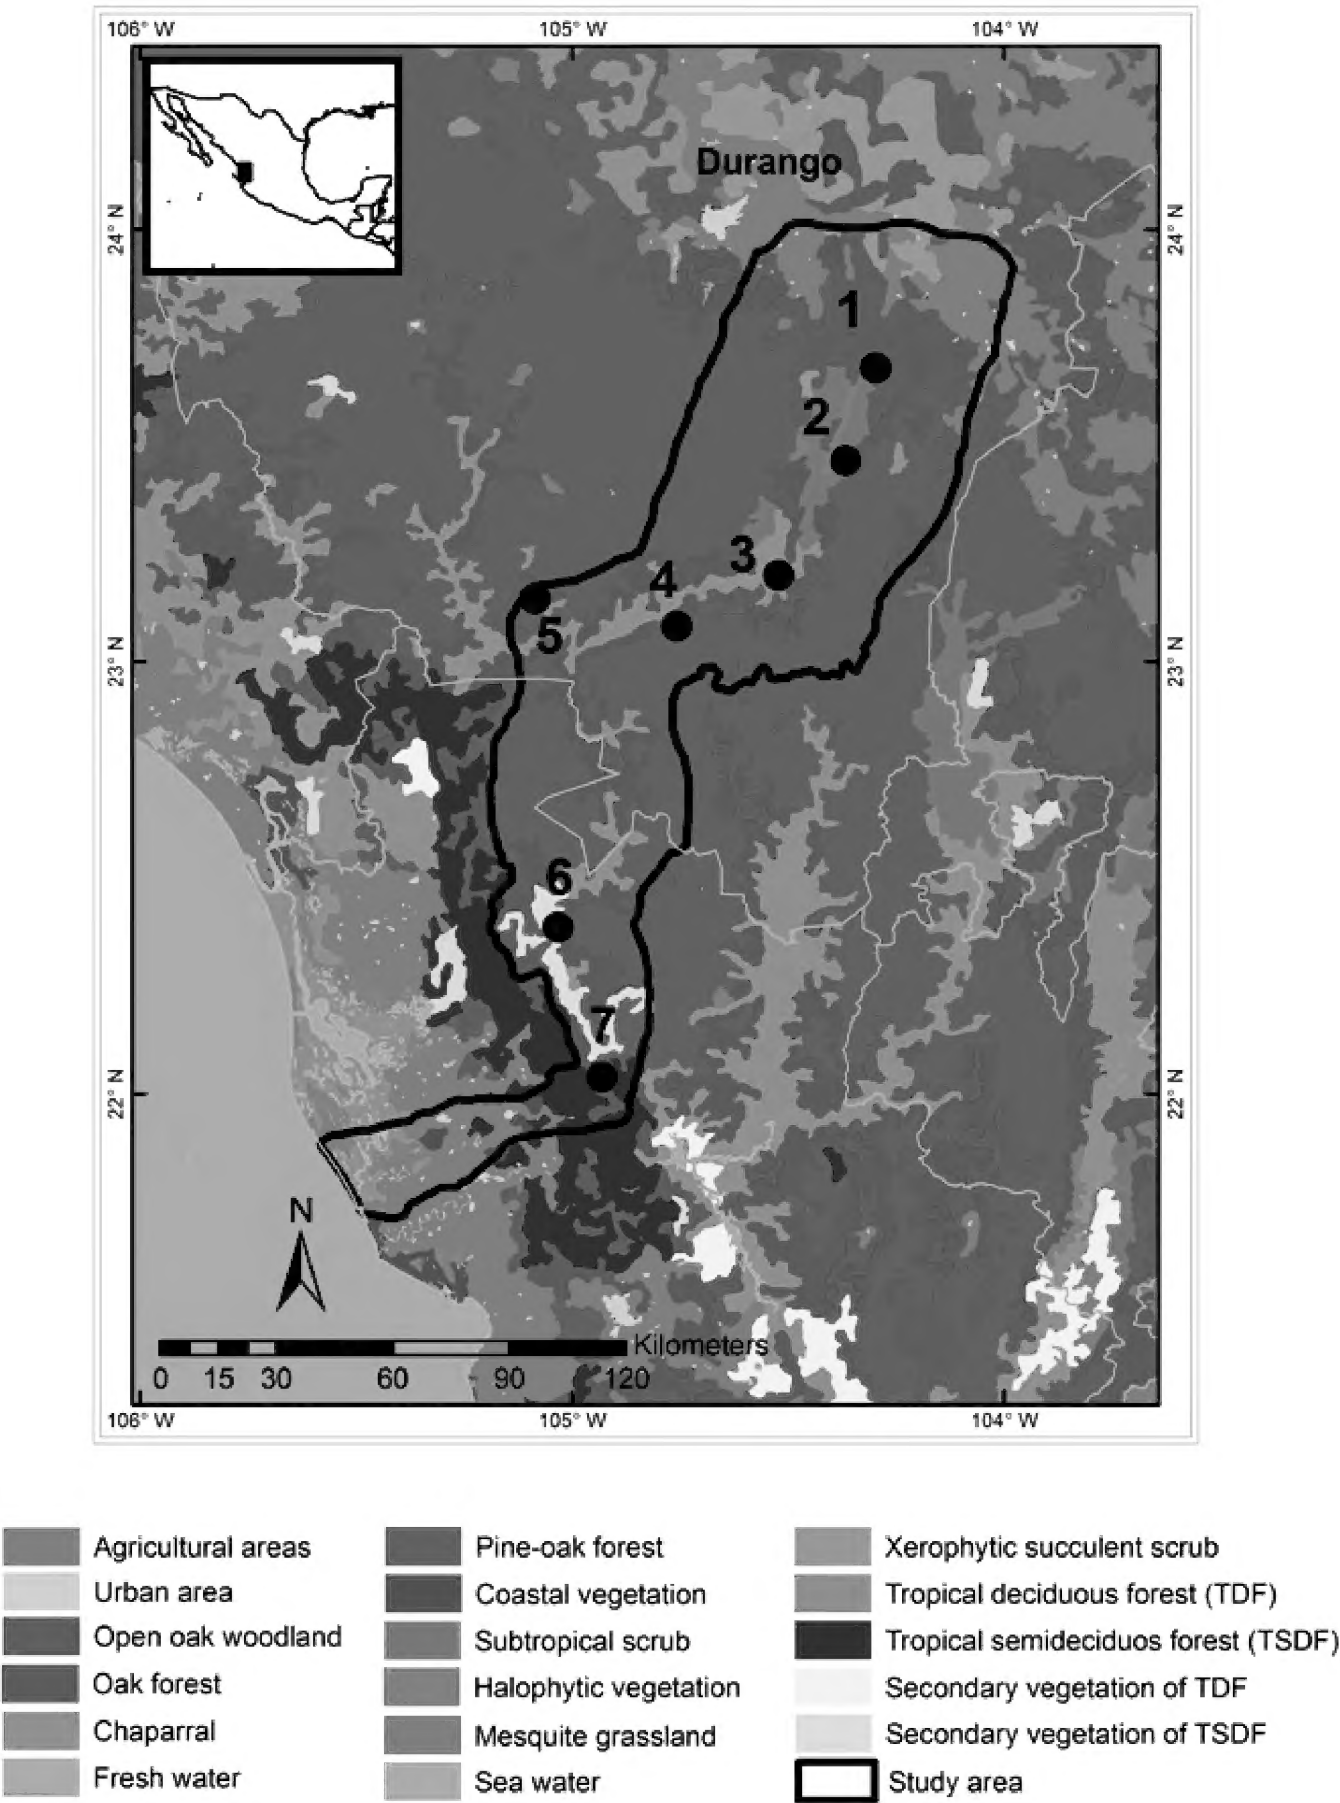 106° W 105° W 104° W
Durango
24° N 24° N
1
2
3
4
5
23° N 23° N
6
7
22° N 22° N
N
Kilometers
0 15 30 60 90 120
106° W 105° W 104° W
Agricultural areas
Urban area
Open oak woodland
Oak forest
Chaparral
Fresh water
Pine-oak forest
Coastal vegetation
Subtropical scrub
Halophytic vegetation
Mesquite grassland
Sea water
Xerophytic succulent scrub
Tropical deciduous forest (TDF)
Tropical semideciduos forest (TSDF)
Secondary vegetation of TDF
Secondary vegetation of TSDF
Study area